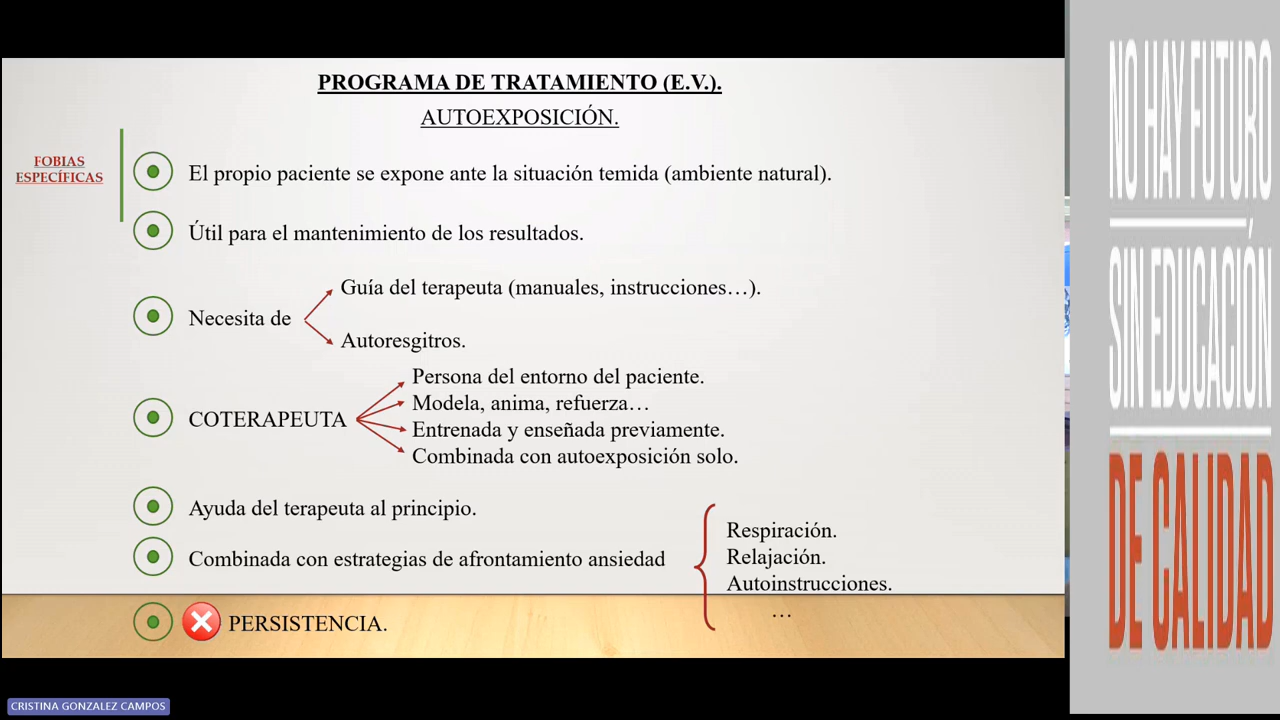 PROGRAMA DE TRATAMIENTO (E.V.).
AUTOEXPOSICIÓN.
FOBIAS
ESPECÍFICAS
El propio paciente se expone ante la situación temida (ambiente natural).
Útil para el mantenimiento de los resultados.
Necesita de
Guía del terapeuta (manuales, instrucciones…).
Autoresgitros.
COTERAPEUTA
Persona del entorno del paciente.
Modela, anima, refuerza…
Entrenada y enseñada previamente.
Combinada con autoexposición solo.
Ayuda del terapeuta al principio.
Combinada con estrategias de afrontamiento ansiedad
Respiración.
Relajación.
Autoinstrucciones.
…
PERSISTENCIA.
NO HAY FUTURO
SIN EDUCACIÓN
DE CALIDAD
CRISTINA GONZALEZ CAMPOS